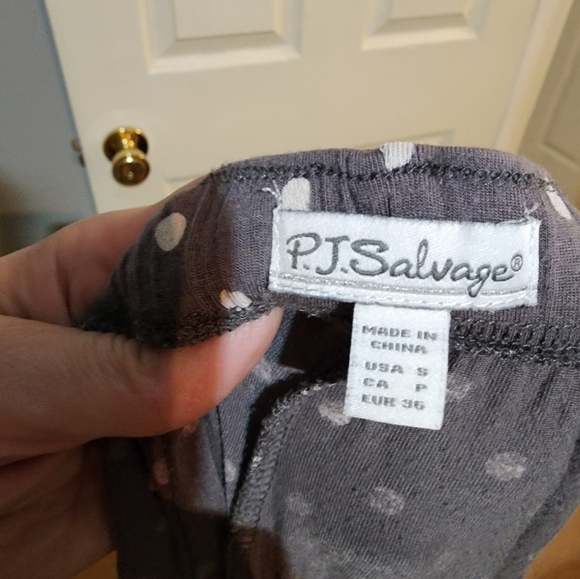 P.J.Salvage®
MADE IN
CHINA
USA S
CA P
EUR 36